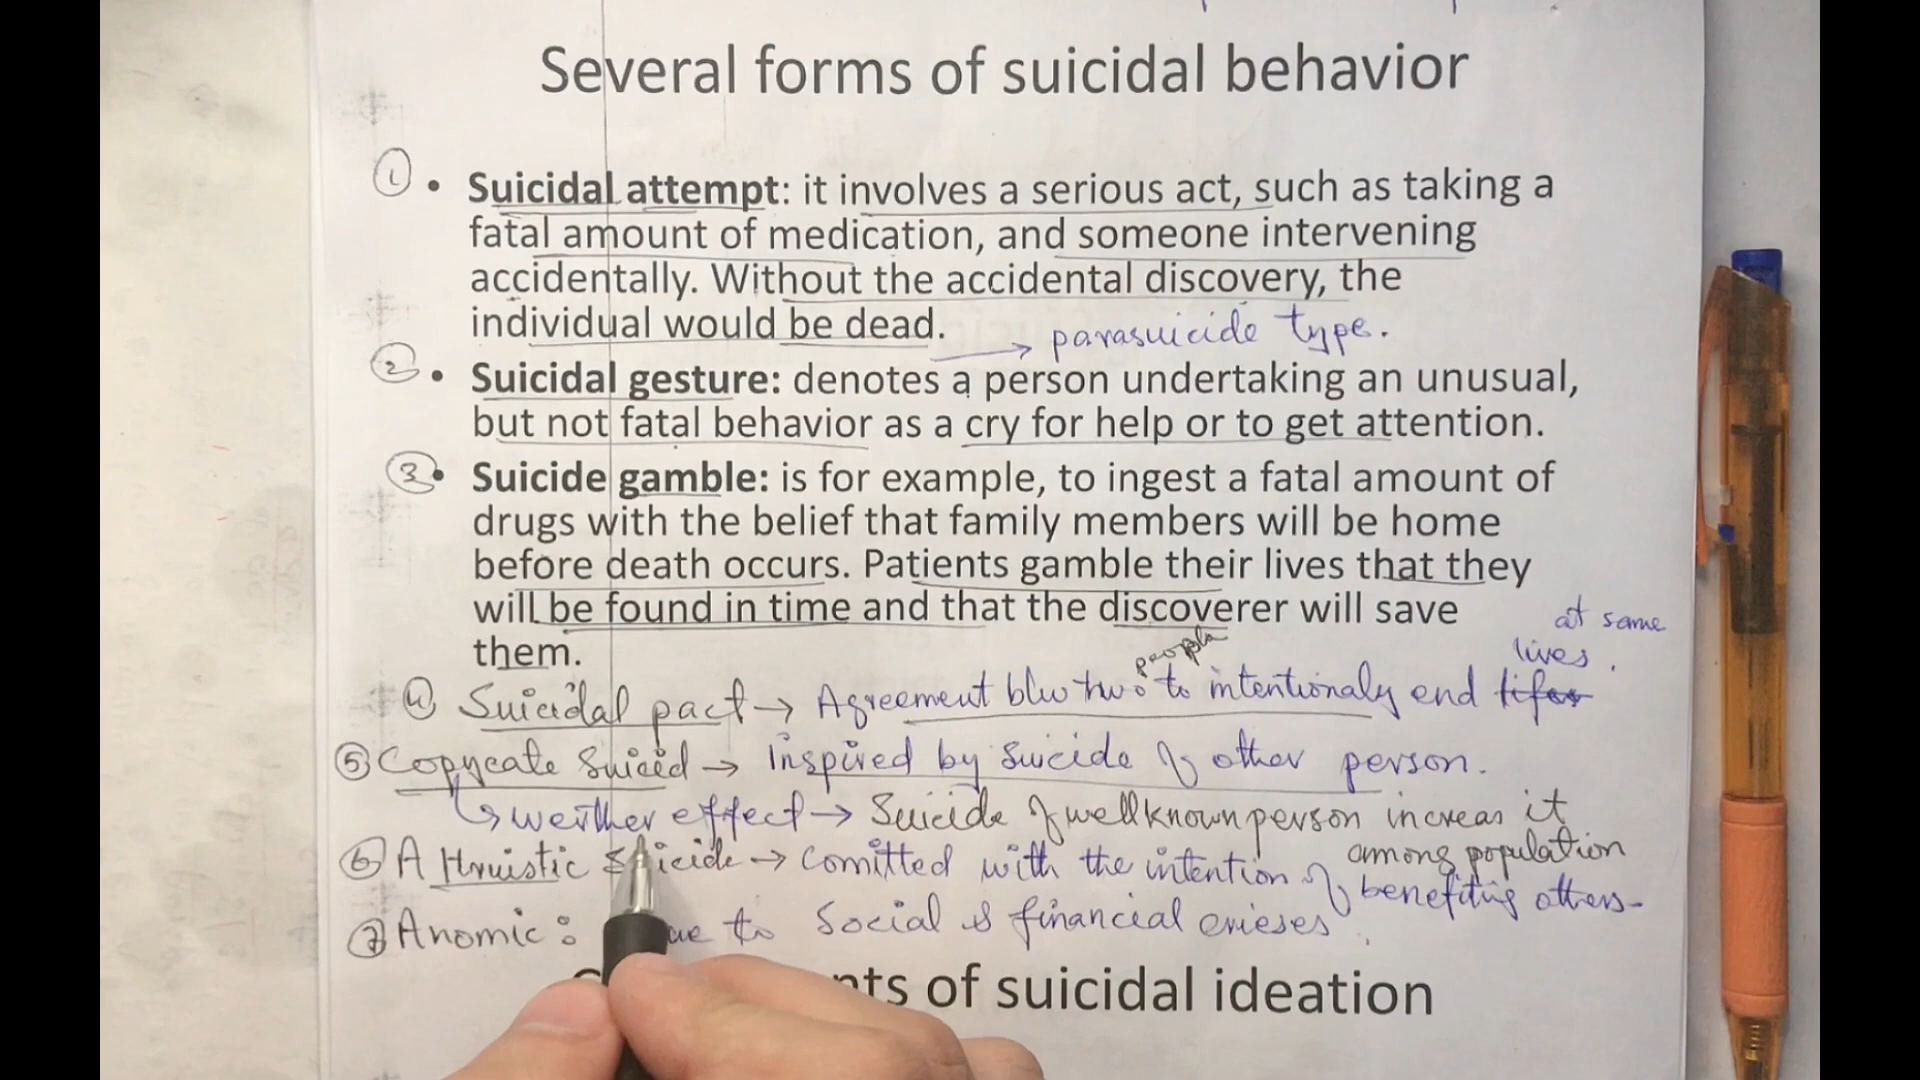 Several forms of suicidal behavior
1 • Suicidal attempt: it involves a serious act, such as taking a
fatal amount of medication, and someone intervening
accidentally. Without the accidental discovery, the
individual would be dead.
→ parasuicide type.
2 • Suicidal gesture: denotes a person undertaking an unusual,
but not fatal behavior as a cry for help or to get attention.
3 • Suicide gamble: is for example, to ingest a fatal amount of
drugs with the belief that family members will be home
before death occurs. Patients gamble their lives that they
will be found in time and that the discoverer will save
them.
4 Suicidal pact → Agreement b/w two people to intentionaly end lives. at same
5 Copycate Suicid → Inspired by suicide of other person.
↳ werther effect → Suicide of wellknown person increas it
among population
6 Altruistic → Comitted with the intention of benefiting others-
7 Anomic : to Social & financial
of suicidal ideation